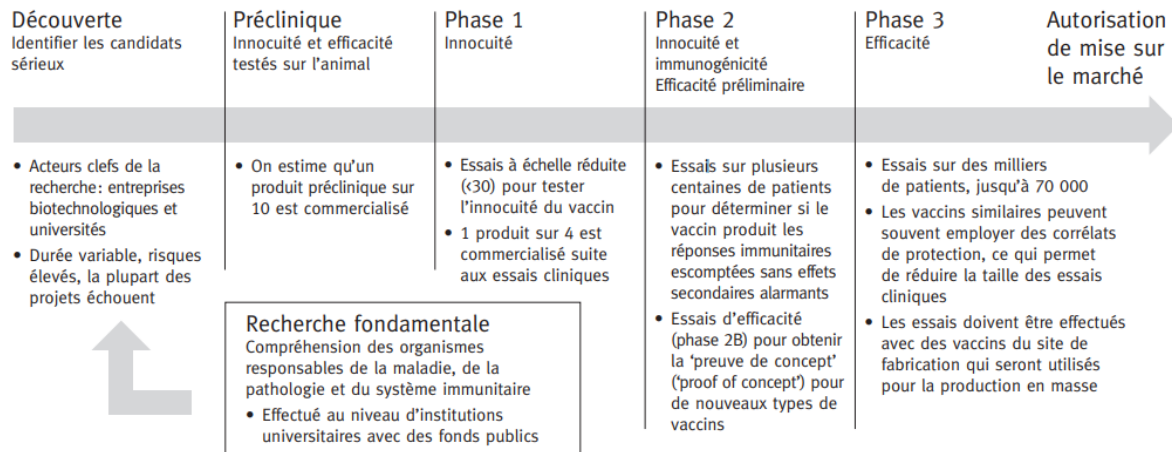 Découverte
Identifier les candidats
sérieux
Préclinique
Innocuité et efficacité
testés sur l'animal
Phase 1
Innocuité
Phase 2
Innocuité et
immunogénicité
Efficacité préliminaire
Phase 3
Efficacité
Autorisation
de mise sur
le marché
• Acteurs clefs de la
recherche: entreprises
biotechnologiques et
universités
• Durée variable, risques
élevés, la plupart des
projets échouent
• On estime qu'un
produit préclinique sur
10 est commercialisé
• Essais à échelle réduite
(<30) pour tester
l'innocuité du vaccin
• 1 produit sur 4 est
commercialisé suite
aux essais cliniques
• Essais sur plusieurs
centaines de patients
pour déterminer si le
vaccin produit les
réponses immunitaires
escomptées sans effets
secondaires alarmants
• Essais d'efficacité
(phase 2B) pour obtenir
la 'preuve de concept'
('proof of concept') pour
de nouveaux types de
vaccins
• Essais sur des milliers
de patients, jusqu'à 70 000
• Les vaccins similaires peuvent
souvent employer des corrélats
de protection, ce qui permet
de réduire la taille des essais
cliniques
• Les essais doivent être effectués
avec des vaccins du site de
fabrication qui seront utilisés
pour la production en masse
Recherche fondamentale
Compréhension des organismes
responsables de la maladie, de la
pathologie et du système immunitaire
• Effectué au niveau d'institutions
universitaires avec des fonds publics